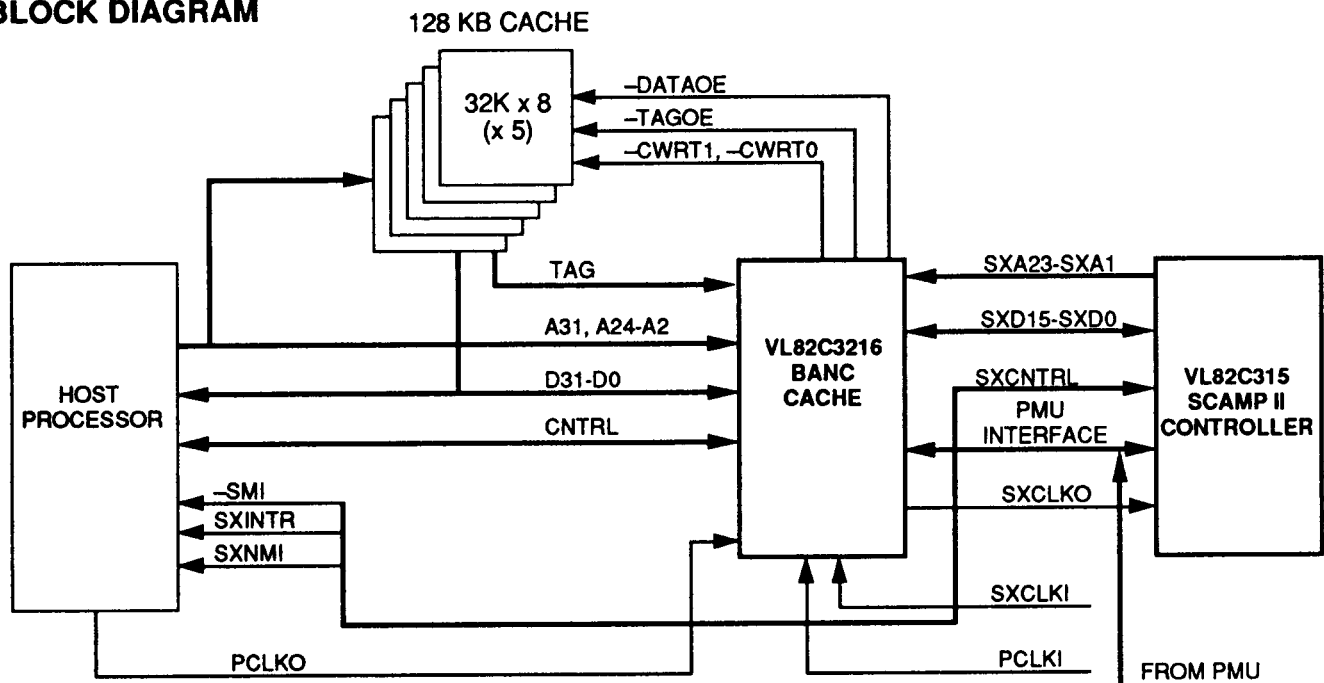 BLOCK DIAGRAM
128 KB CACHE
32K x 8
(x 5)
–DATAOE
–TAGOE
–CWRT1, –CWRT0
TAG
A31, A24-A2
D31-D0
CNTRL
HOST
PROCESSOR
–SMI
SXINTR
SXNMI
PCLKO
VL82C3216
BANC
CACHE
SXA23-SXA1
SXD15-SXD0
SXCNTRL
PMU
INTERFACE
SXCLKO
VL82C315
SCAMP II
CONTROLLER
SXCLKI
PCLKI
FROM PMU